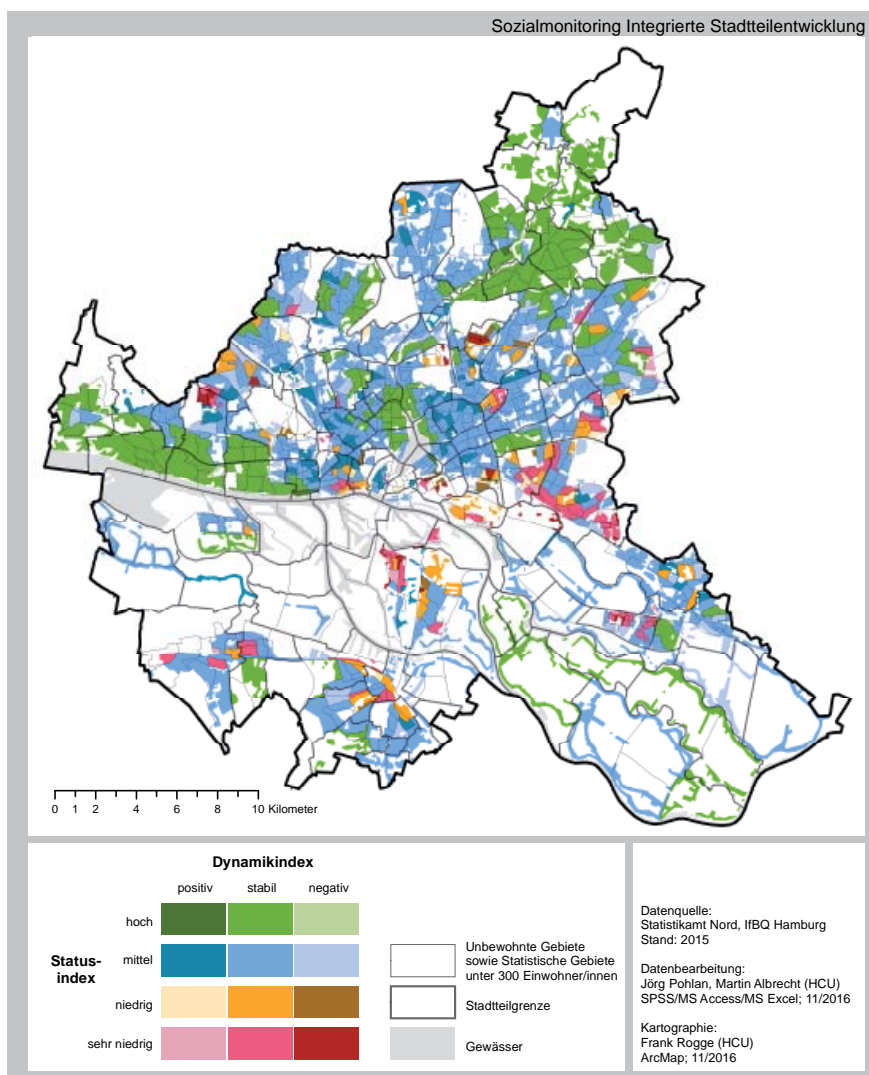 Sozialmonitoring Integrierte Stadtteilentwicklung
0 1 2 4 6 8 10 Kilometer
Dynamikindex
positiv stabil negativ
hoch
Status-
index
mittel
niedrig
sehr niedrig
Unbewohnte Gebiete
sowie Statistische Gebiete
unter 300 Einwohner/innen
Stadtteilgrenze
Gewässer
Datenquelle:
Statistikamt Nord, IfBQ Hamburg
Stand: 2015
Datenbearbeitung:
Jörg Pohlan, Martin Albrecht (HCU)
SPSS/MS Access/MS Excel; 11/2016
Kartographie:
Frank Rogge (HCU)
ArcMap; 11/2016